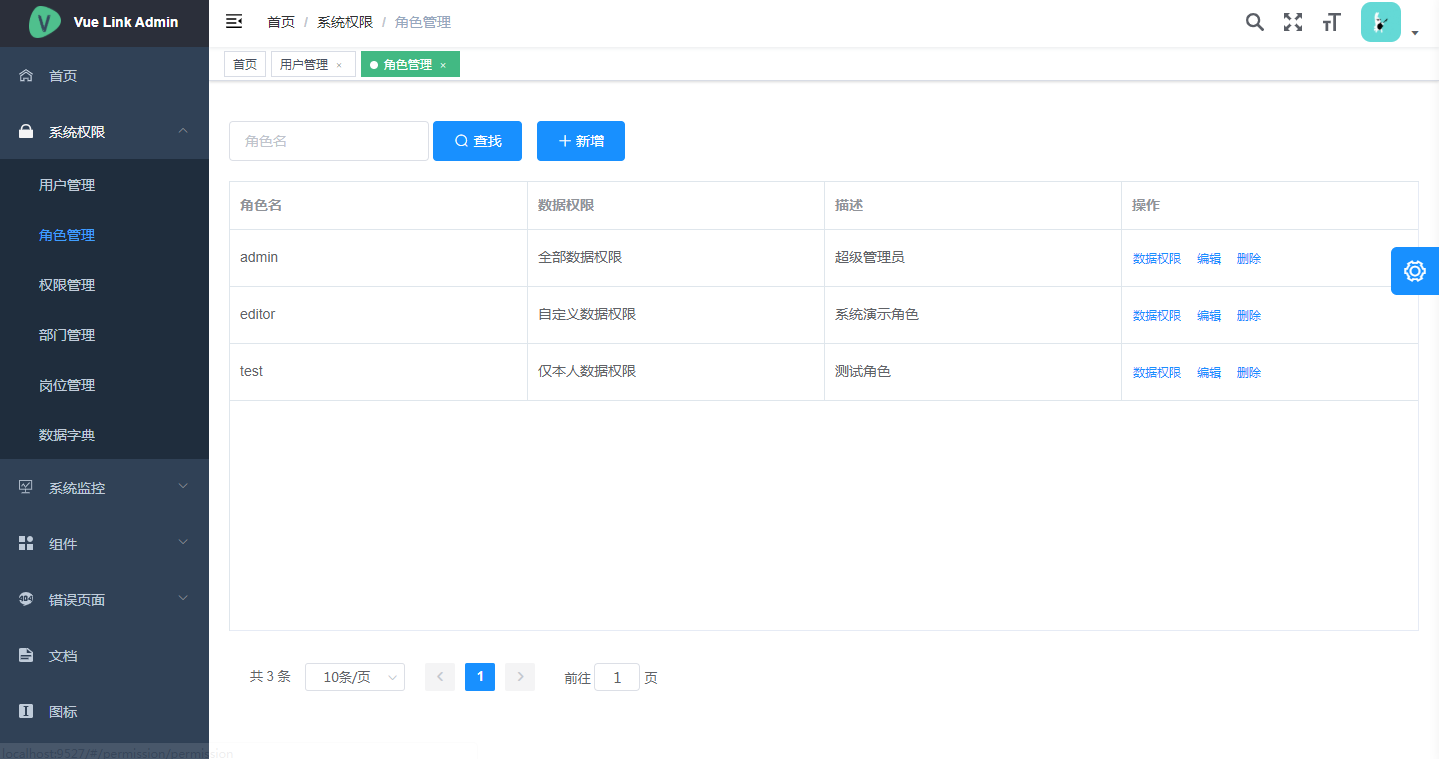 Vue Link Admin
首页 / 系统权限 / 角色管理
首页 用户管理 × 角色管理 ×
首页
系统权限
用户管理
角色管理
权限管理
部门管理
岗位管理
数据字典
系统监控
组件
404 错误页面
文档
图标
角色名 查找 新增
角色名 数据权限 描述 操作
admin 全部数据权限 超级管理员 数据权限 编辑 删除
editor 自定义数据权限 系统演示角色 数据权限 编辑 删除
test 仅本人数据权限 测试角色 数据权限 编辑 删除
共 3 条 10条/页 1 前往 1 页
localhost:9527/#/permission/permission